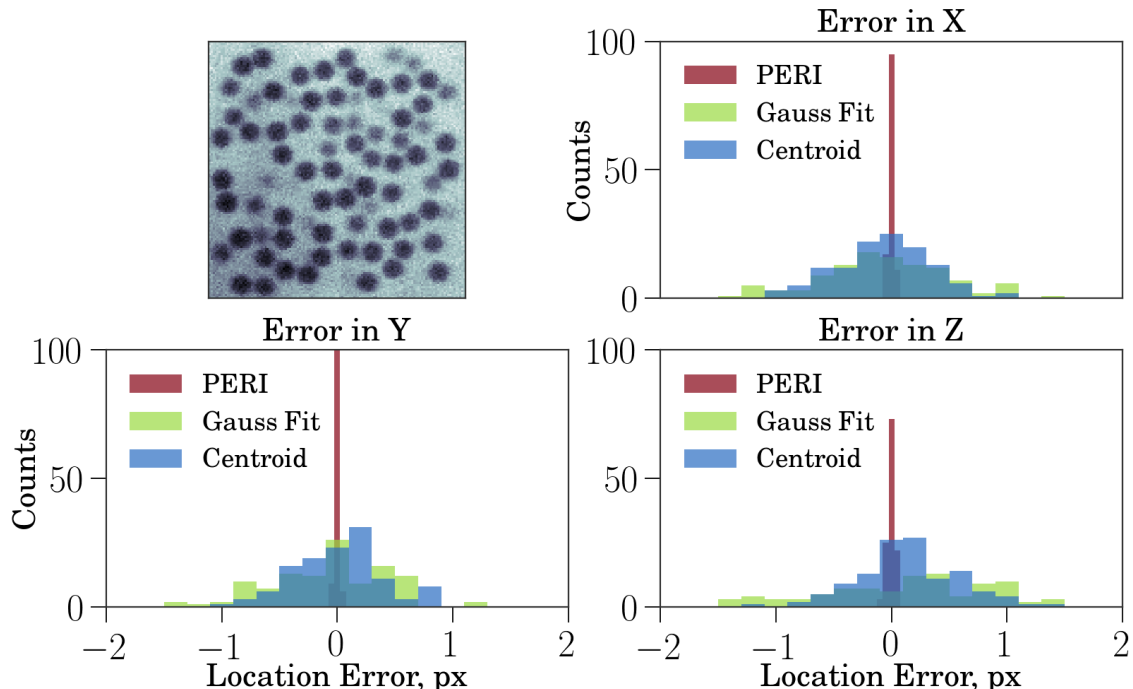 Error in X
100
50
0
Counts
PERI
Gauss Fit
Centroid
Error in Y
100
50
0
Counts
PERI
Gauss Fit
Centroid
−2
−1
0
1
2
Location Error, px
Error in Z
100
50
0
PERI
Gauss Fit
Centroid
−2
−1
0
1
2
Location Error, px